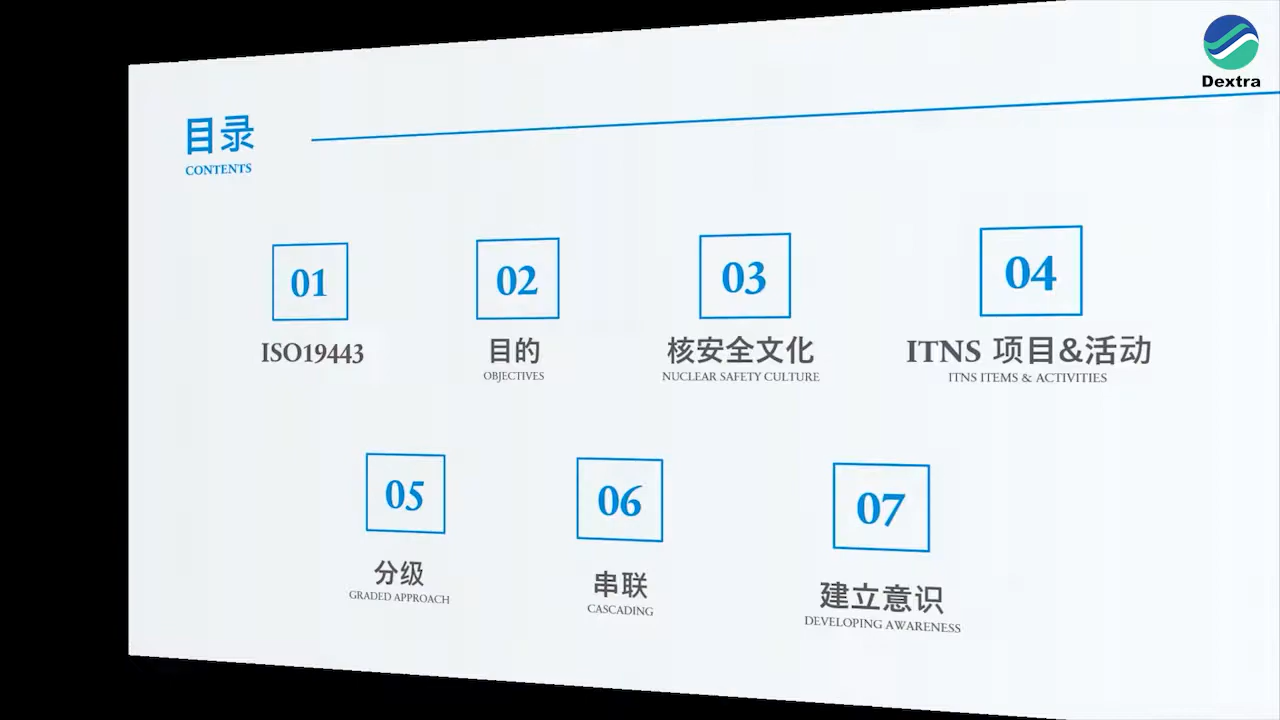 Dextra
目录
CONTENTS
01
02
03
04
ISO19443
目的
核安全文化
ITNS 项目&活动
OBJECTIVES
NUCLEAR SAFETY CULTURE
ITNS ITEMS & ACTIVITIES
05
06
07
分级
串联
建立意识
GRADED APPROACH
CASCADING
DEVELOPING AWARENESS